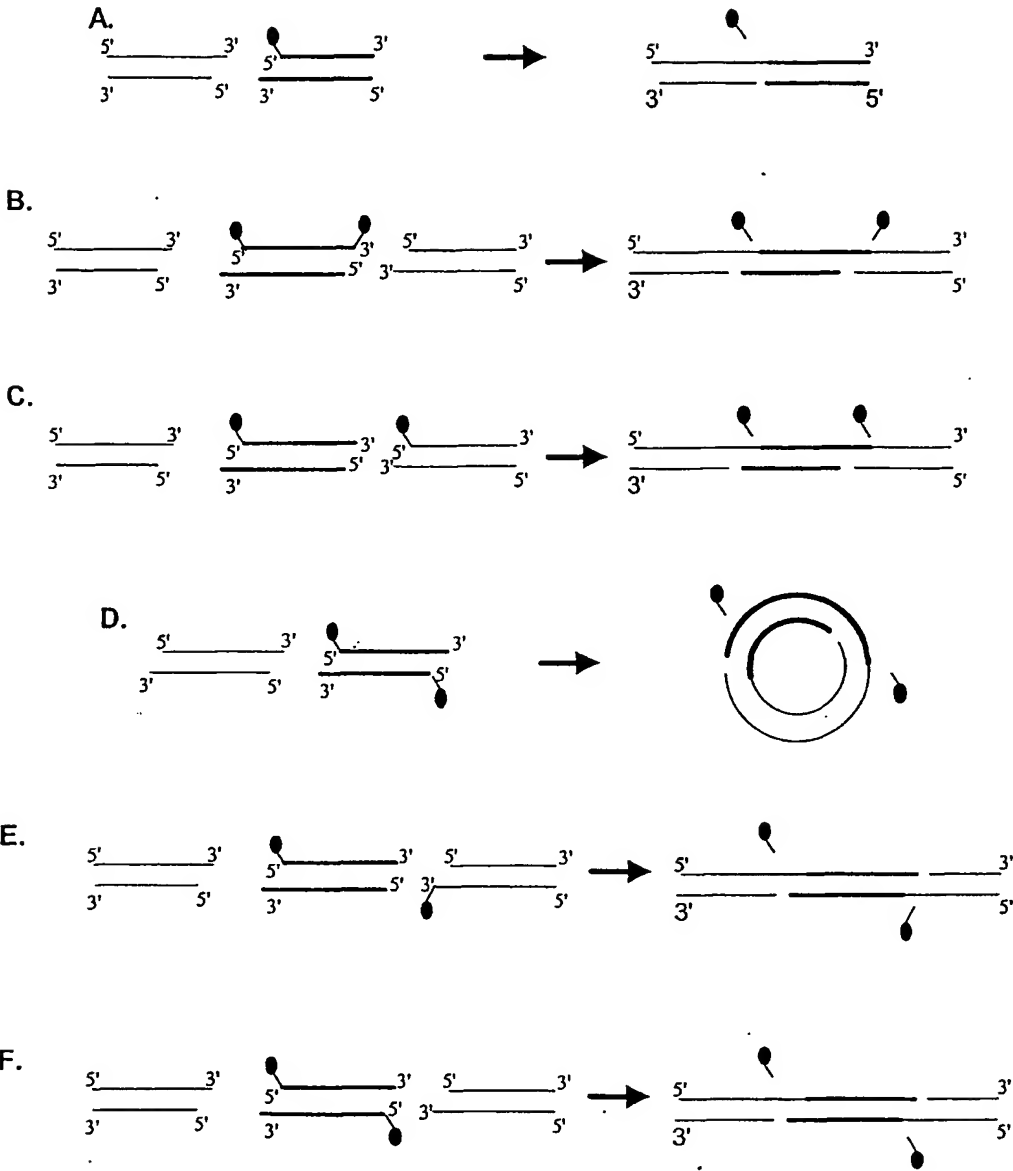 A.
5' 3' 5' 3' 5' 3'
3' 5' 3' 5' 3' 5'
B.
5' 3' 5' 3' 5' 5' 3'
3' 5' 3' 5' 3' 5' 3' 5'
C.
5' 3' 5' 3' 5' 3' 5' 3'
3' 5' 3' 5' 3' 5' 3' 5'
D.
5' 3' 5' 3'
3' 5' 3' 5'
E.
5' 3' 5' 3' 5' 3' 5' 3'
3' 5' 3' 5' 3' 5' 3' 5'
F.
5' 3' 5' 3' 5' 3' 5' 3'
3' 5' 3' 5' 3' 5' 3' 5'